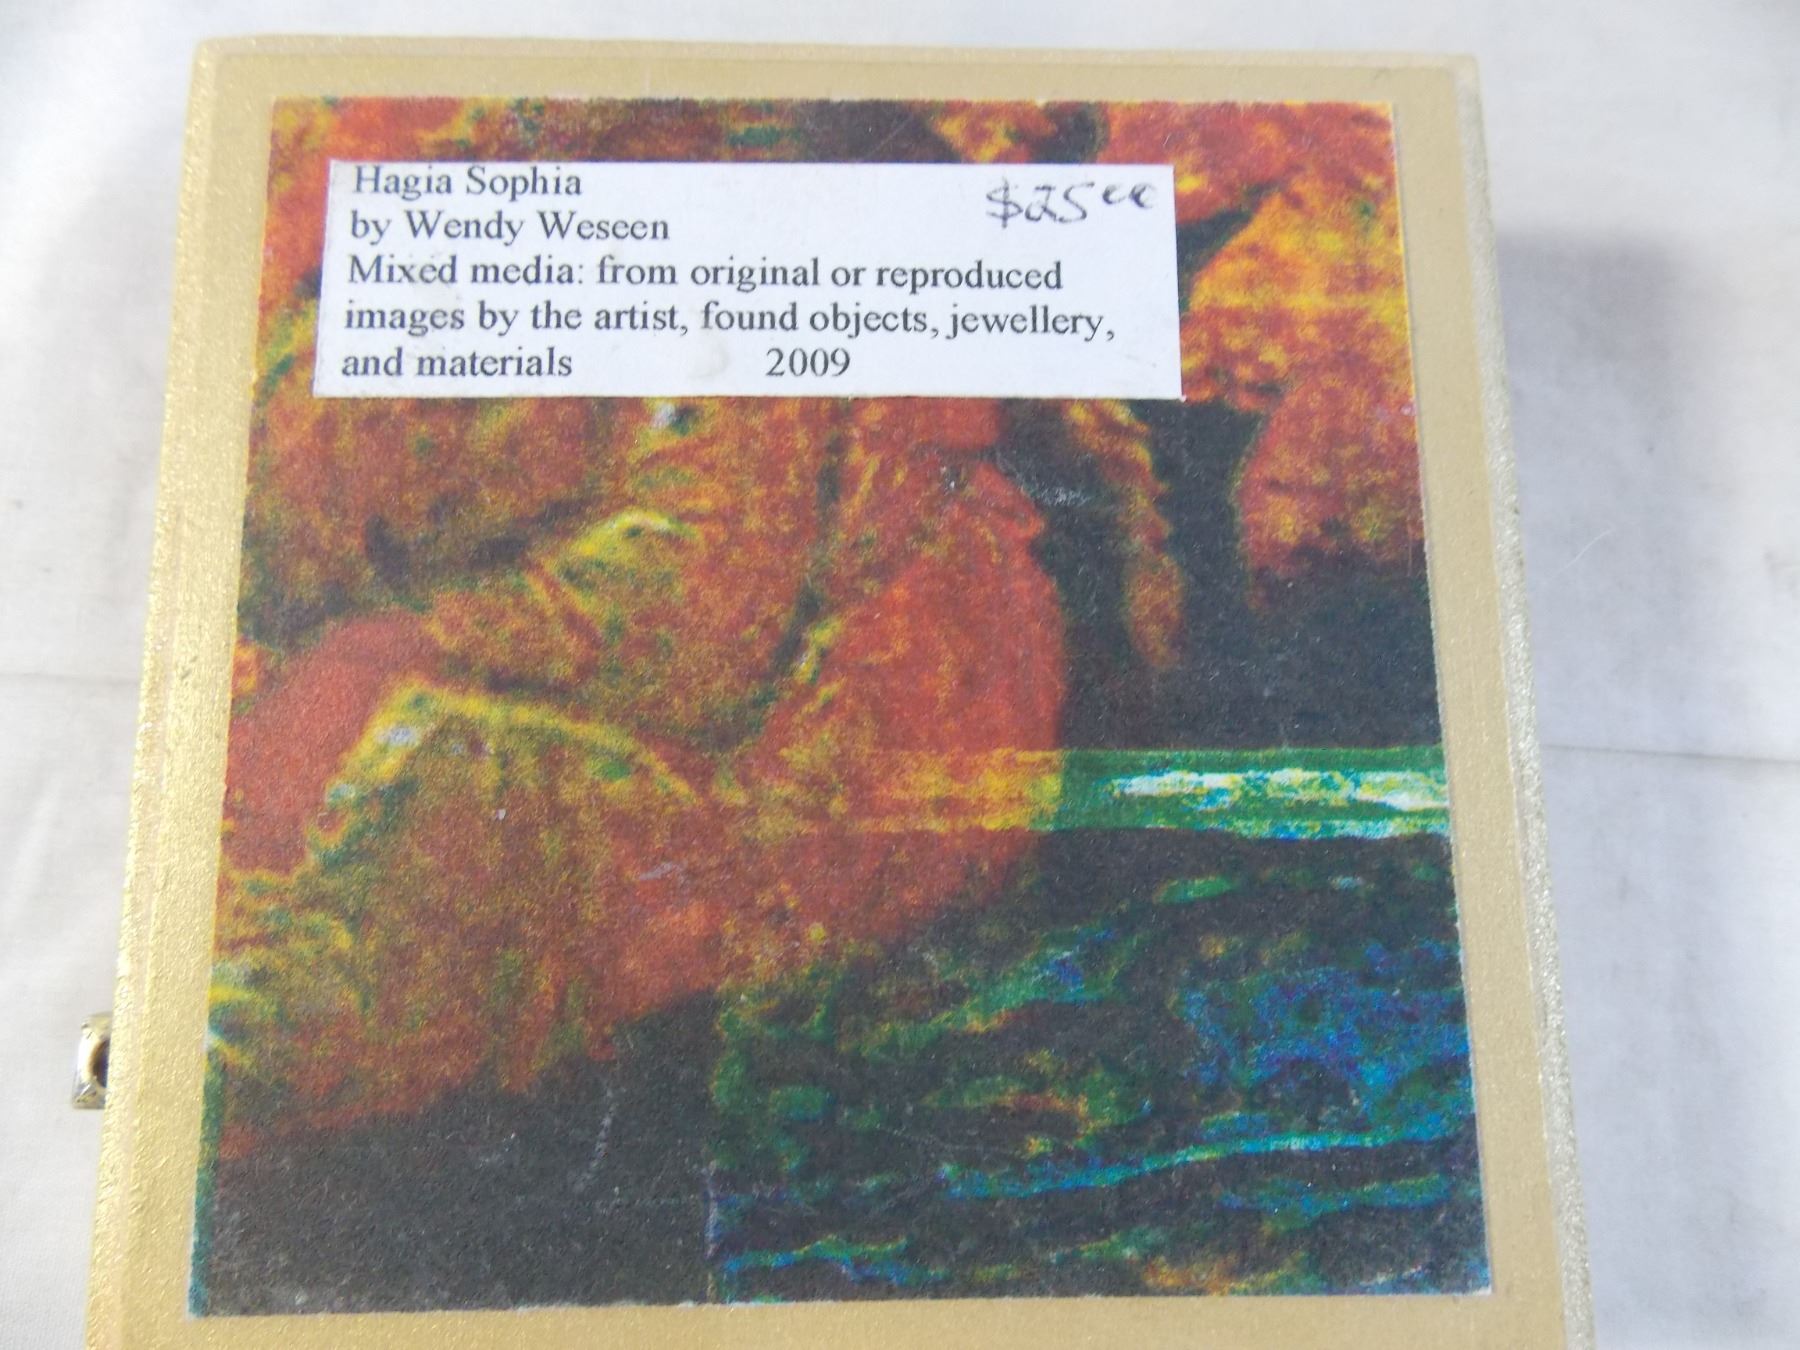 Hagia Sophia $25.00
by Wendy Weseen
Mixed media: from original or reproduced
images by the artist, found objects, jewellery,
and materials 2009